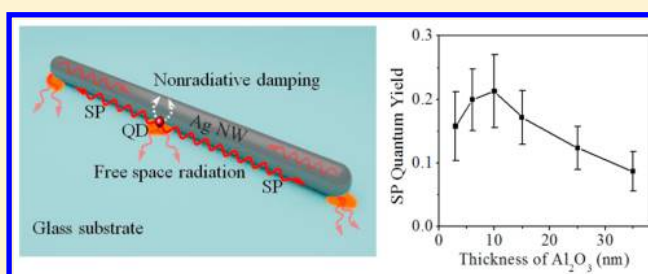 Nonradiative damping
SP
QD
Ag NW
Free space radiation
SP
Glass substrate
SP Quantum Yield
0.3
0.2
0.1
0.0
0
10
20
30
Thickness of Al₂O₃ (nm)